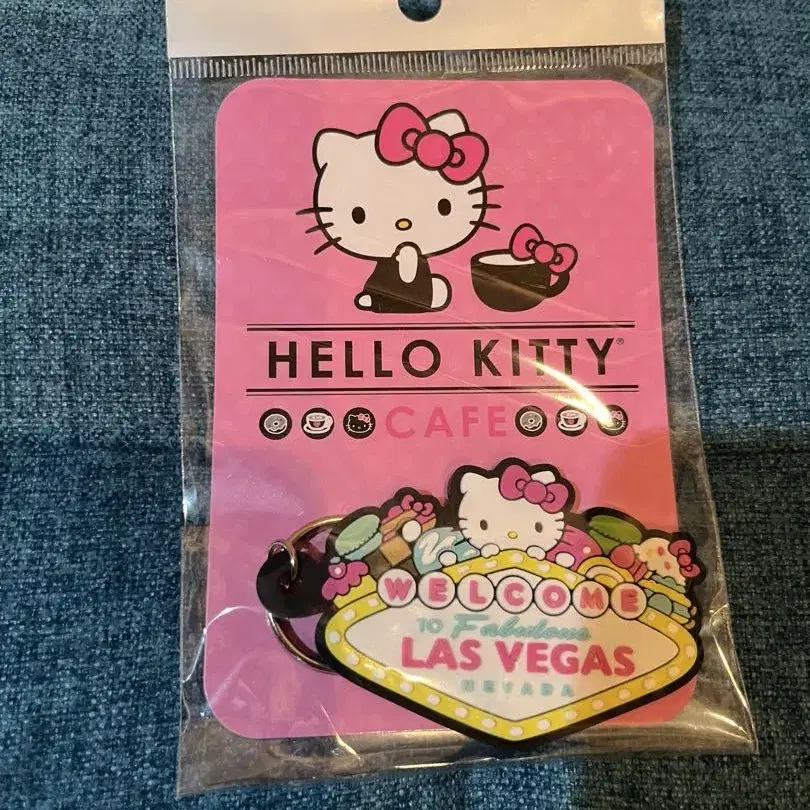 HELLO KITTY®
CAFE
WELCOME
TO Fabulous
LAS VEGAS
NEVADA